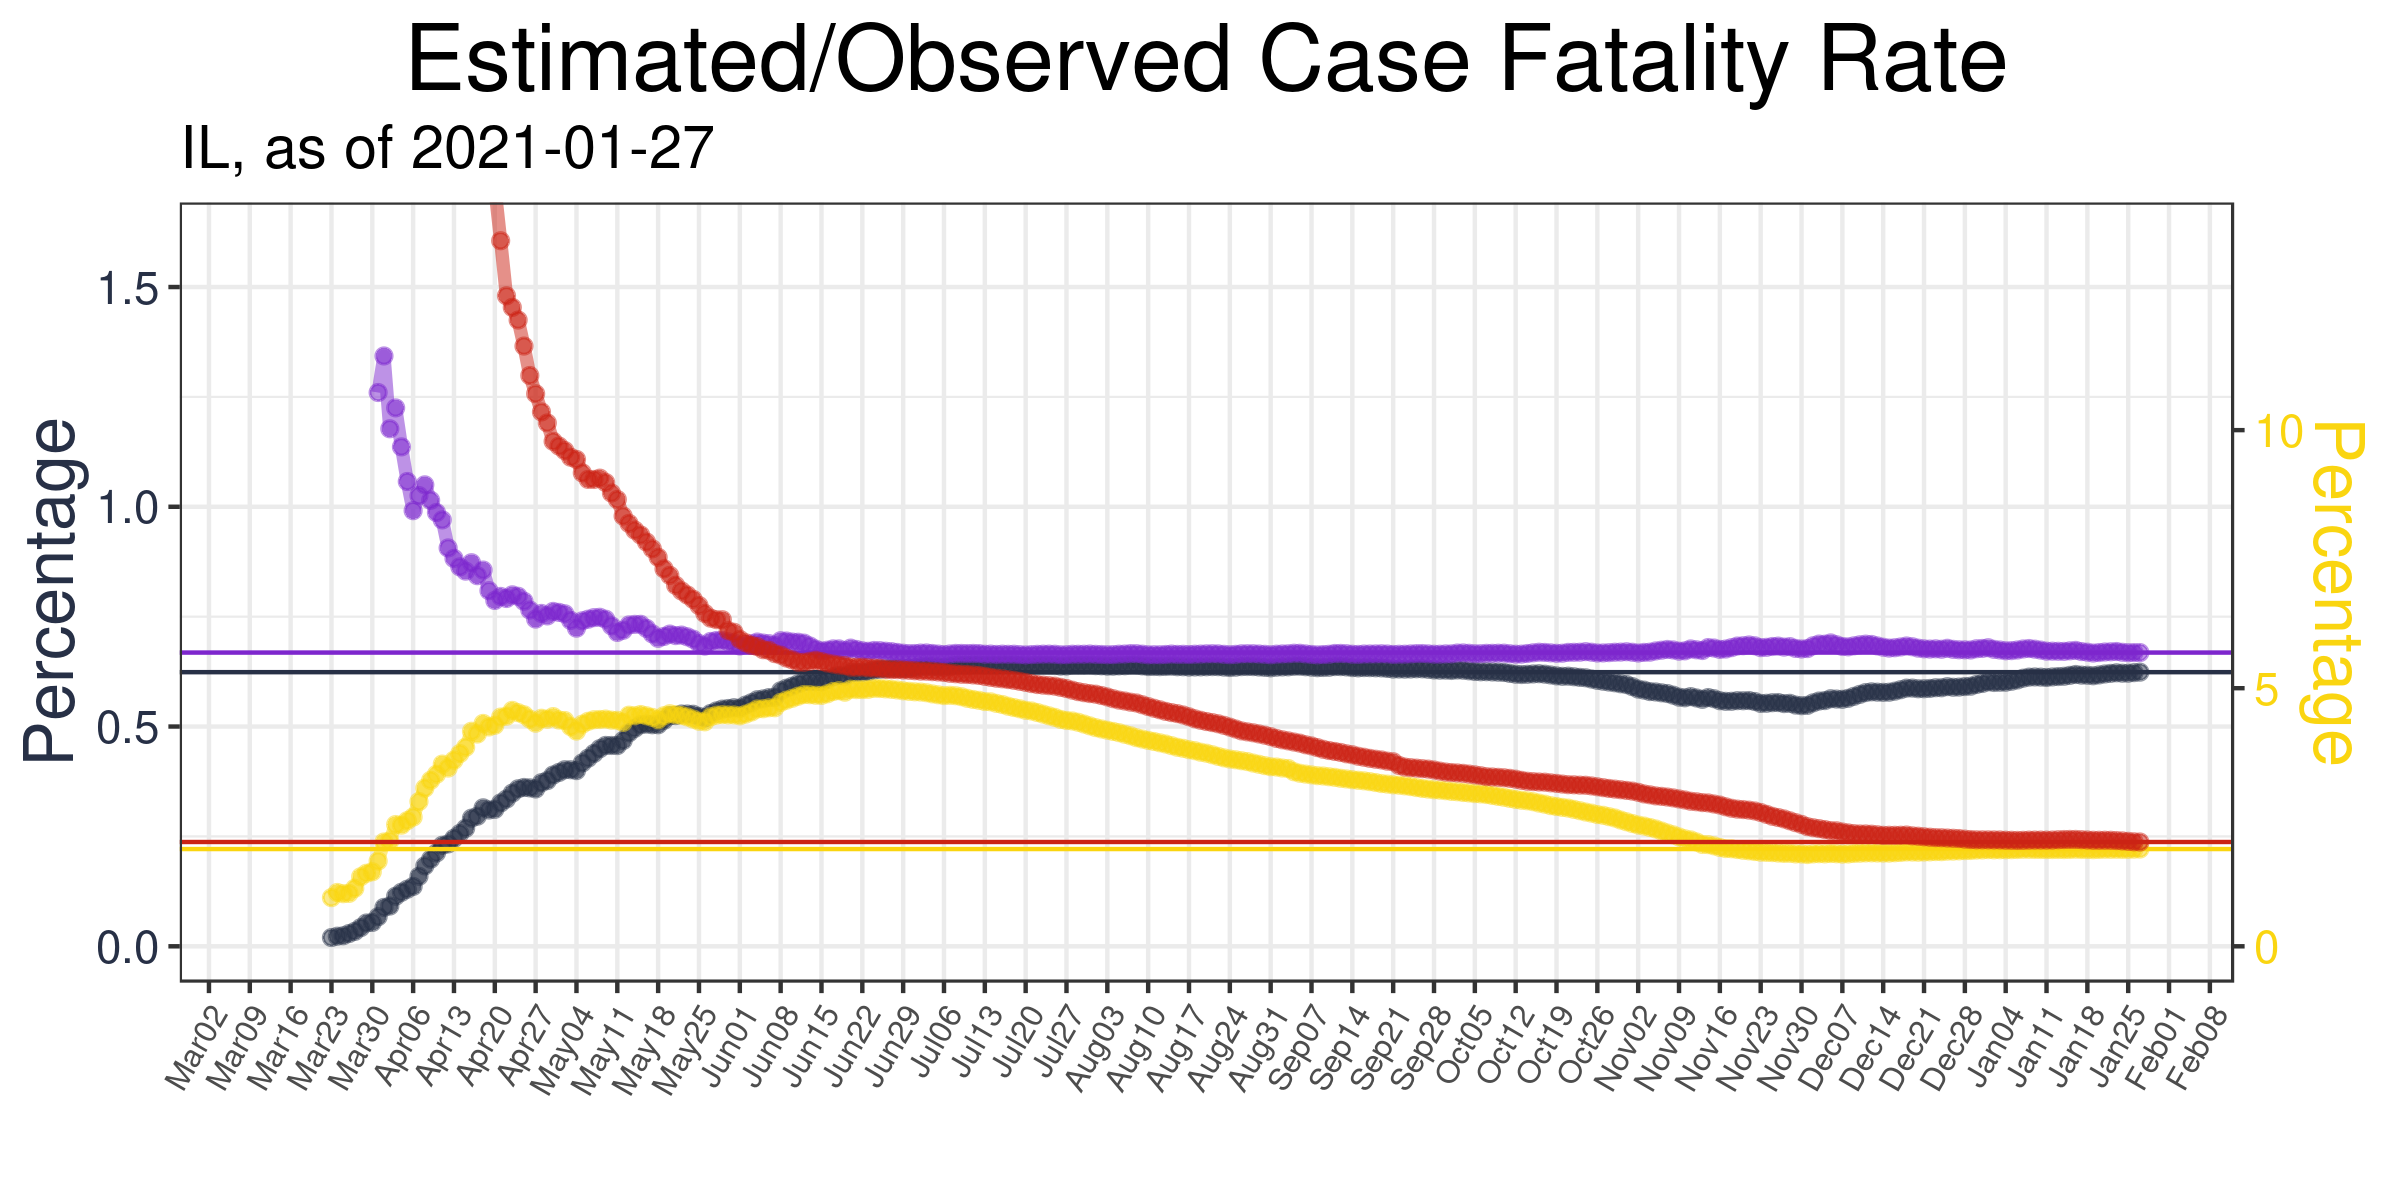 Estimated/Observed Case Fatality Rate
IL, as of 2021-01-27
Percentage
1.5
1.0
0.5
0.0
10
5
0
Percentage
Mar02
Mar09
Mar16
Mar23
Mar30
Apr06
Apr13
Apr20
Apr27
May04
May11
May18
May25
Jun01
Jun08
Jun15
Jun22
Jun29
Jul06
Jul13
Jul20
Jul27
Aug03
Aug10
Aug17
Aug24
Aug31
Sep07
Sep14
Sep21
Sep28
Oct05
Oct12
Oct19
Oct26
Nov02
Nov09
Nov16
Nov23
Nov30
Dec07
Dec14
Dec21
Dec28
Jan04
Jan11
Jan18
Jan25
Feb01
Feb08